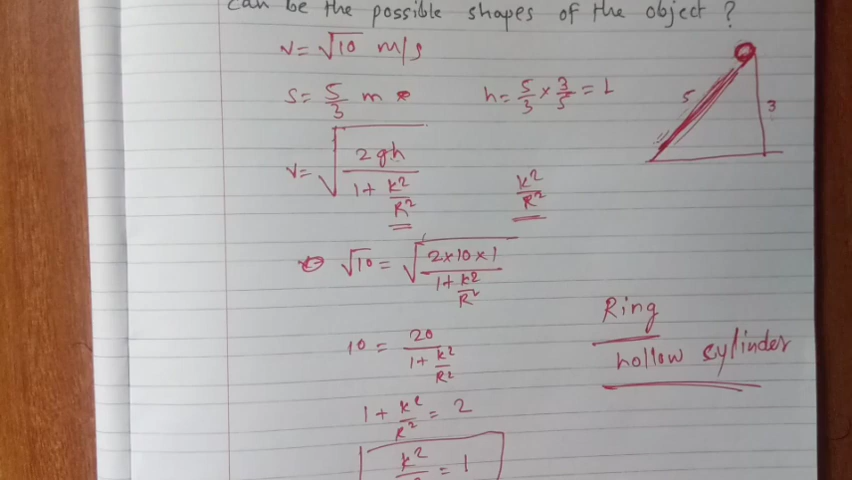 can be the possible shapes of the object ?
v = √10 m/s
s = 5/3 m
h = 5/3 × 3/5 = 1
5
3
v = √(2gh / (1 + k²/R²))
k²/R²
√10 = √(2×10×1 / (1 + k²/R²))
10 = 20 / (1 + k²/R²)
Ring
hollow cylinder
1 + k²/R² = 2
k² = 1